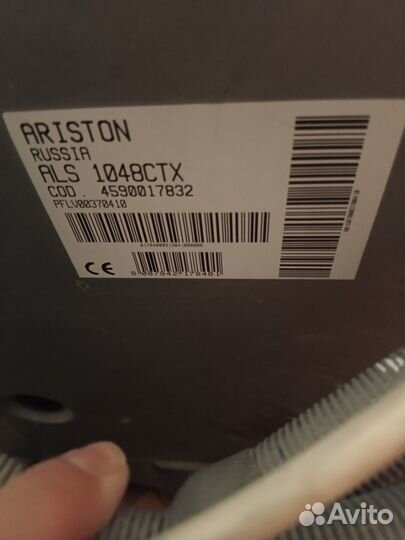 ARISTON
RUSSIA
ALS 1048CTX
COD. 4590017832
PFLV00370410
CE
Avito